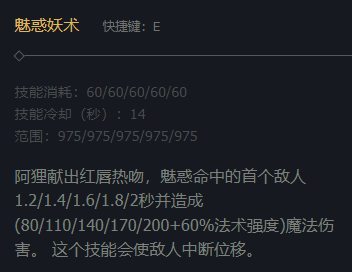 魅惑妖术 快捷键：E
技能消耗：60/60/60/60/60
技能冷却（秒）：14
范围：975/975/975/975/975
阿狸献出红唇热吻，魅惑命中的首个敌人
1.2/1.4/1.6/1.8/2秒并造成
(80/110/140/170/200+60%法术强度)魔法伤
害。 这个技能会使敌人中断位移。